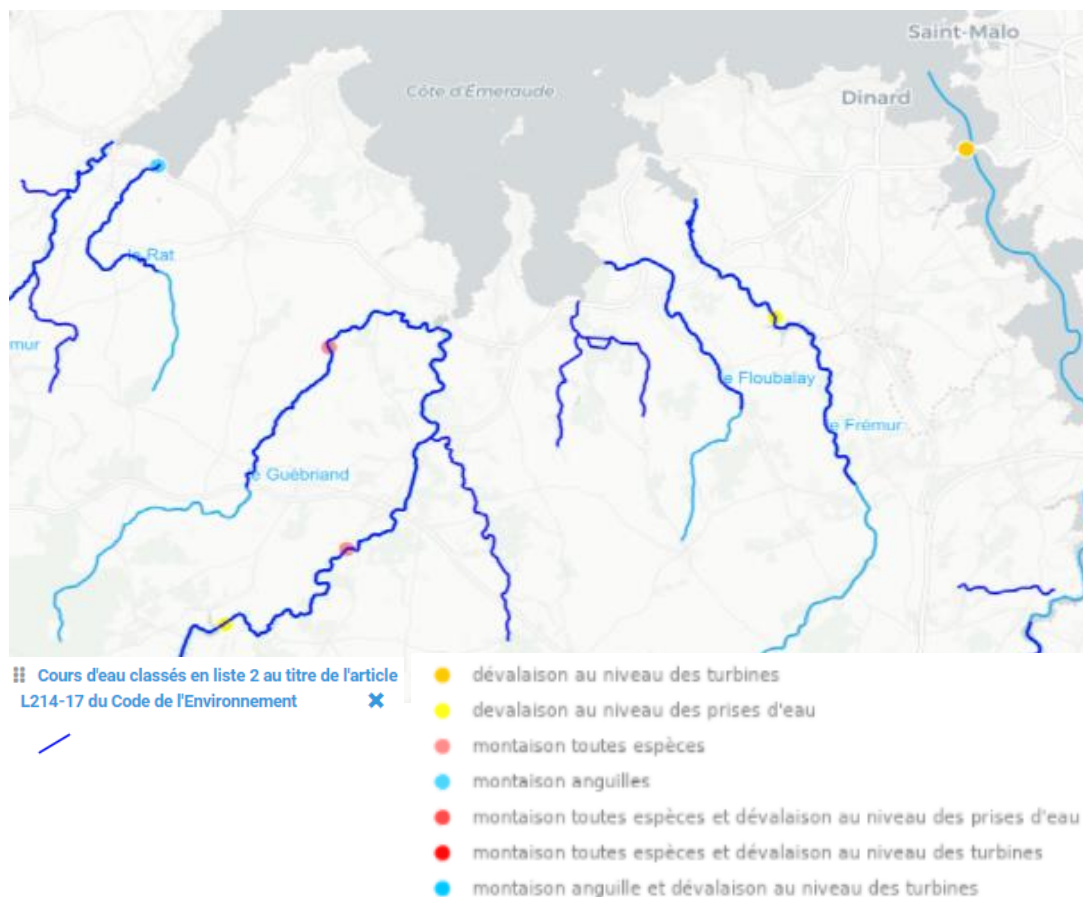 Saint-Malo
Côte d'Émeraude
Dinard
le Rat
mur
e Floubalay
e Frémur
e Guébriand
Cours d'eau classés en liste 2 au titre de l'article
L214-17 du Code de l'Environnement
dévalaison au niveau des turbines
devalaison au niveau des prises d'eau
montaison toutes espèces
montaison anguilles
montaison toutes espèces et dévalaison au niveau des prises d'eau
montaison toutes espèces et dévalaison au niveau des turbines
montaison anguille et dévalaison au niveau des turbines